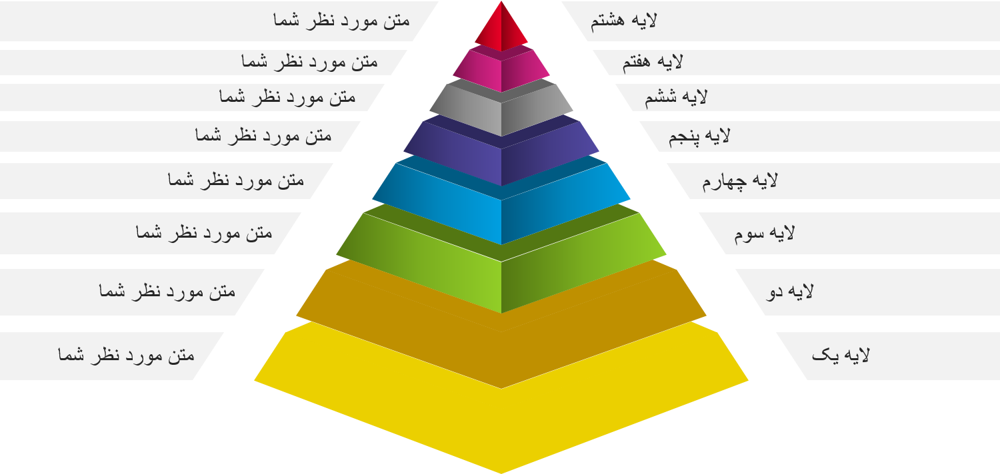 لایه هشتم
متن مورد نظر شما
لایه هفتم
متن مورد نظر شما
لایه ششم
متن مورد نظر شما
لایه پنجم
متن مورد نظر شما
لایه چهارم
متن مورد نظر شما
لایه سوم
متن مورد نظر شما
لایه دو
متن مورد نظر شما
لایه یک
متن مورد نظر شما